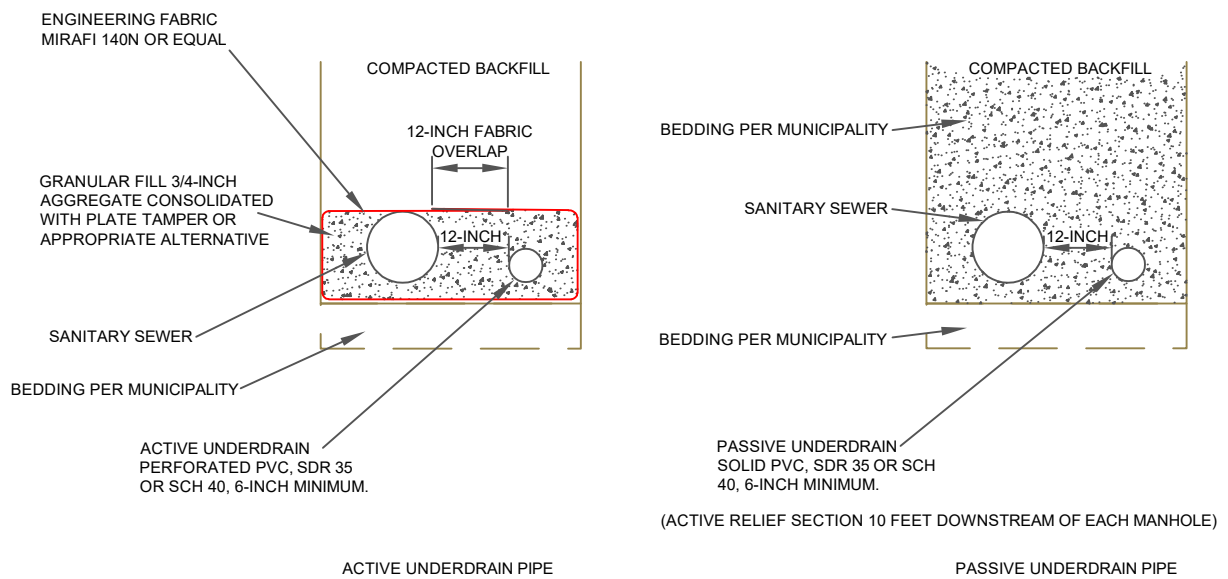 ENGINEERING FABRIC
MIRAFI 140N OR EQUAL
COMPACTED BACKFILL
12-INCH FABRIC
OVERLAP
GRANULAR FILL 3/4-INCH
AGGREGATE CONSOLIDATED
WITH PLATE TAMPER OR
APPROPRIATE ALTERNATIVE
12-INCH
SANITARY SEWER
BEDDING PER MUNICIPALITY
ACTIVE UNDERDRAIN
PERFORATED PVC, SDR 35
OR SCH 40, 6-INCH MINIMUM.
ACTIVE UNDERDRAIN PIPE
COMPACTED BACKFILL
BEDDING PER MUNICIPALITY
SANITARY SEWER
12-INCH
BEDDING PER MUNICIPALITY
PASSIVE UNDERDRAIN
SOLID PVC, SDR 35 OR SCH
40, 6-INCH MINIMUM.
(ACTIVE RELIEF SECTION 10 FEET DOWNSTREAM OF EACH MANHOLE)
PASSIVE UNDERDRAIN PIPE